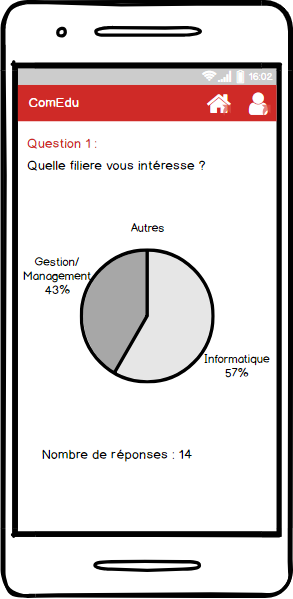 16:02
ComEdu
Question 1 :
Quelle filiere vous intéresse ?
Autres
Gestion/
Management
43%
Informatique
57%
Nombre de réponses : 14